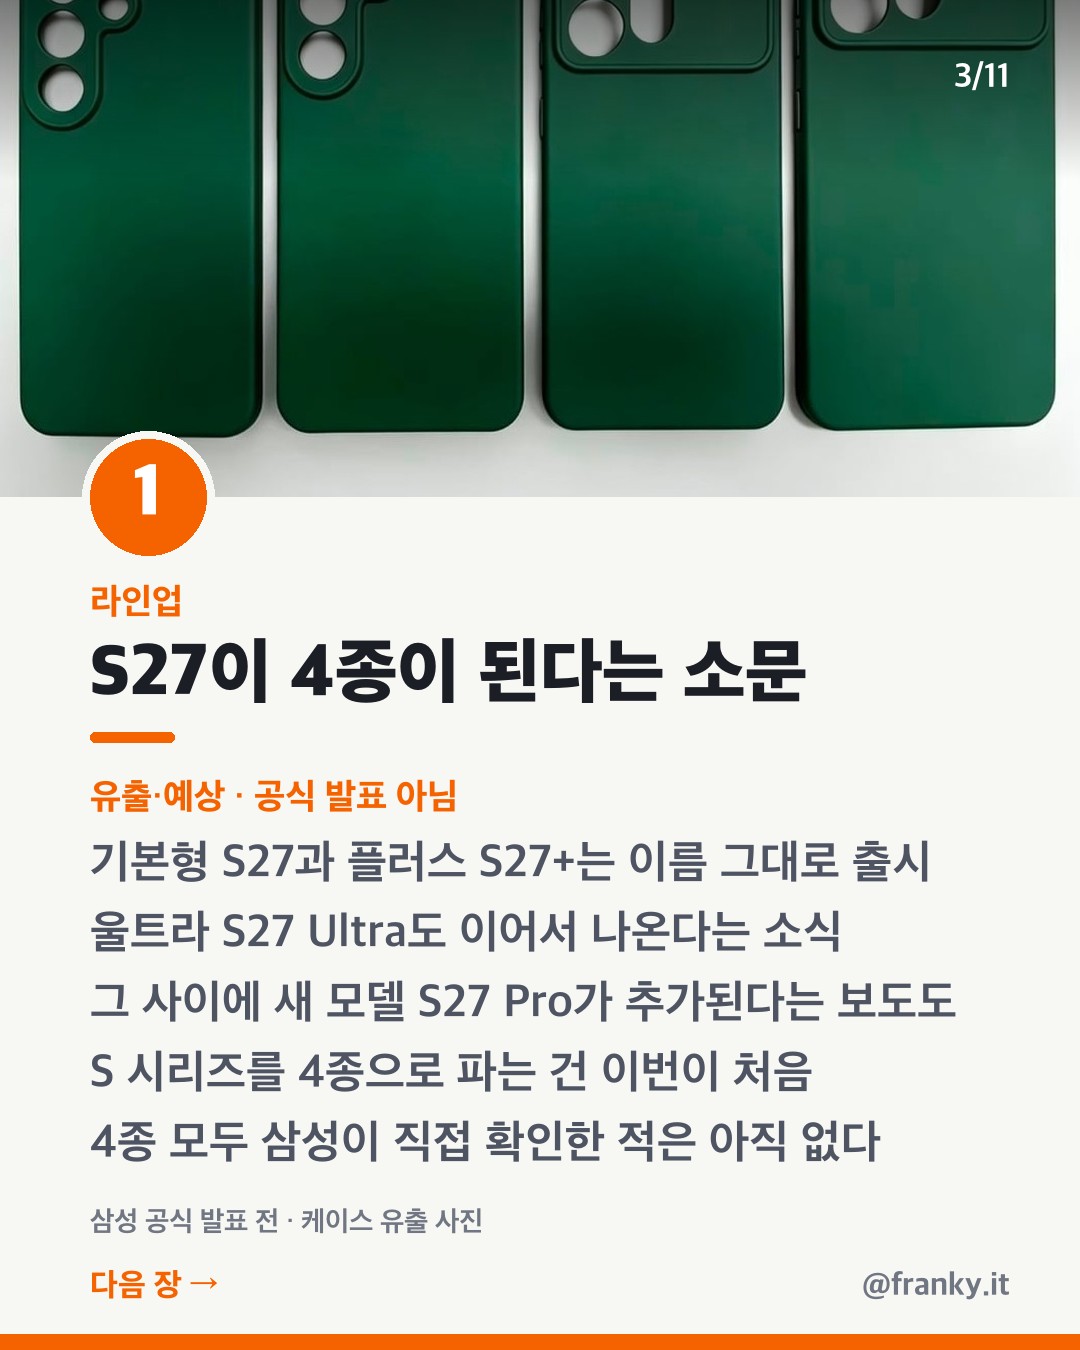 3/11
1
라인업
S27이 4종이 된다는 소문
유출·예상 · 공식 발표 아님
기본형 S27과 플러스 S27+는 이름 그대로 출시
울트라 S27 Ultra도 이어서 나온다는 소식
그 사이에 새 모델 S27 Pro가 추가된다는 보도도
S 시리즈를 4종으로 파는 건 이번이 처음
4종 모두 삼성이 직접 확인한 적은 아직 없다
삼성 공식 발표 전 · 케이스 유출 사진
다음 장 →
@franky.it